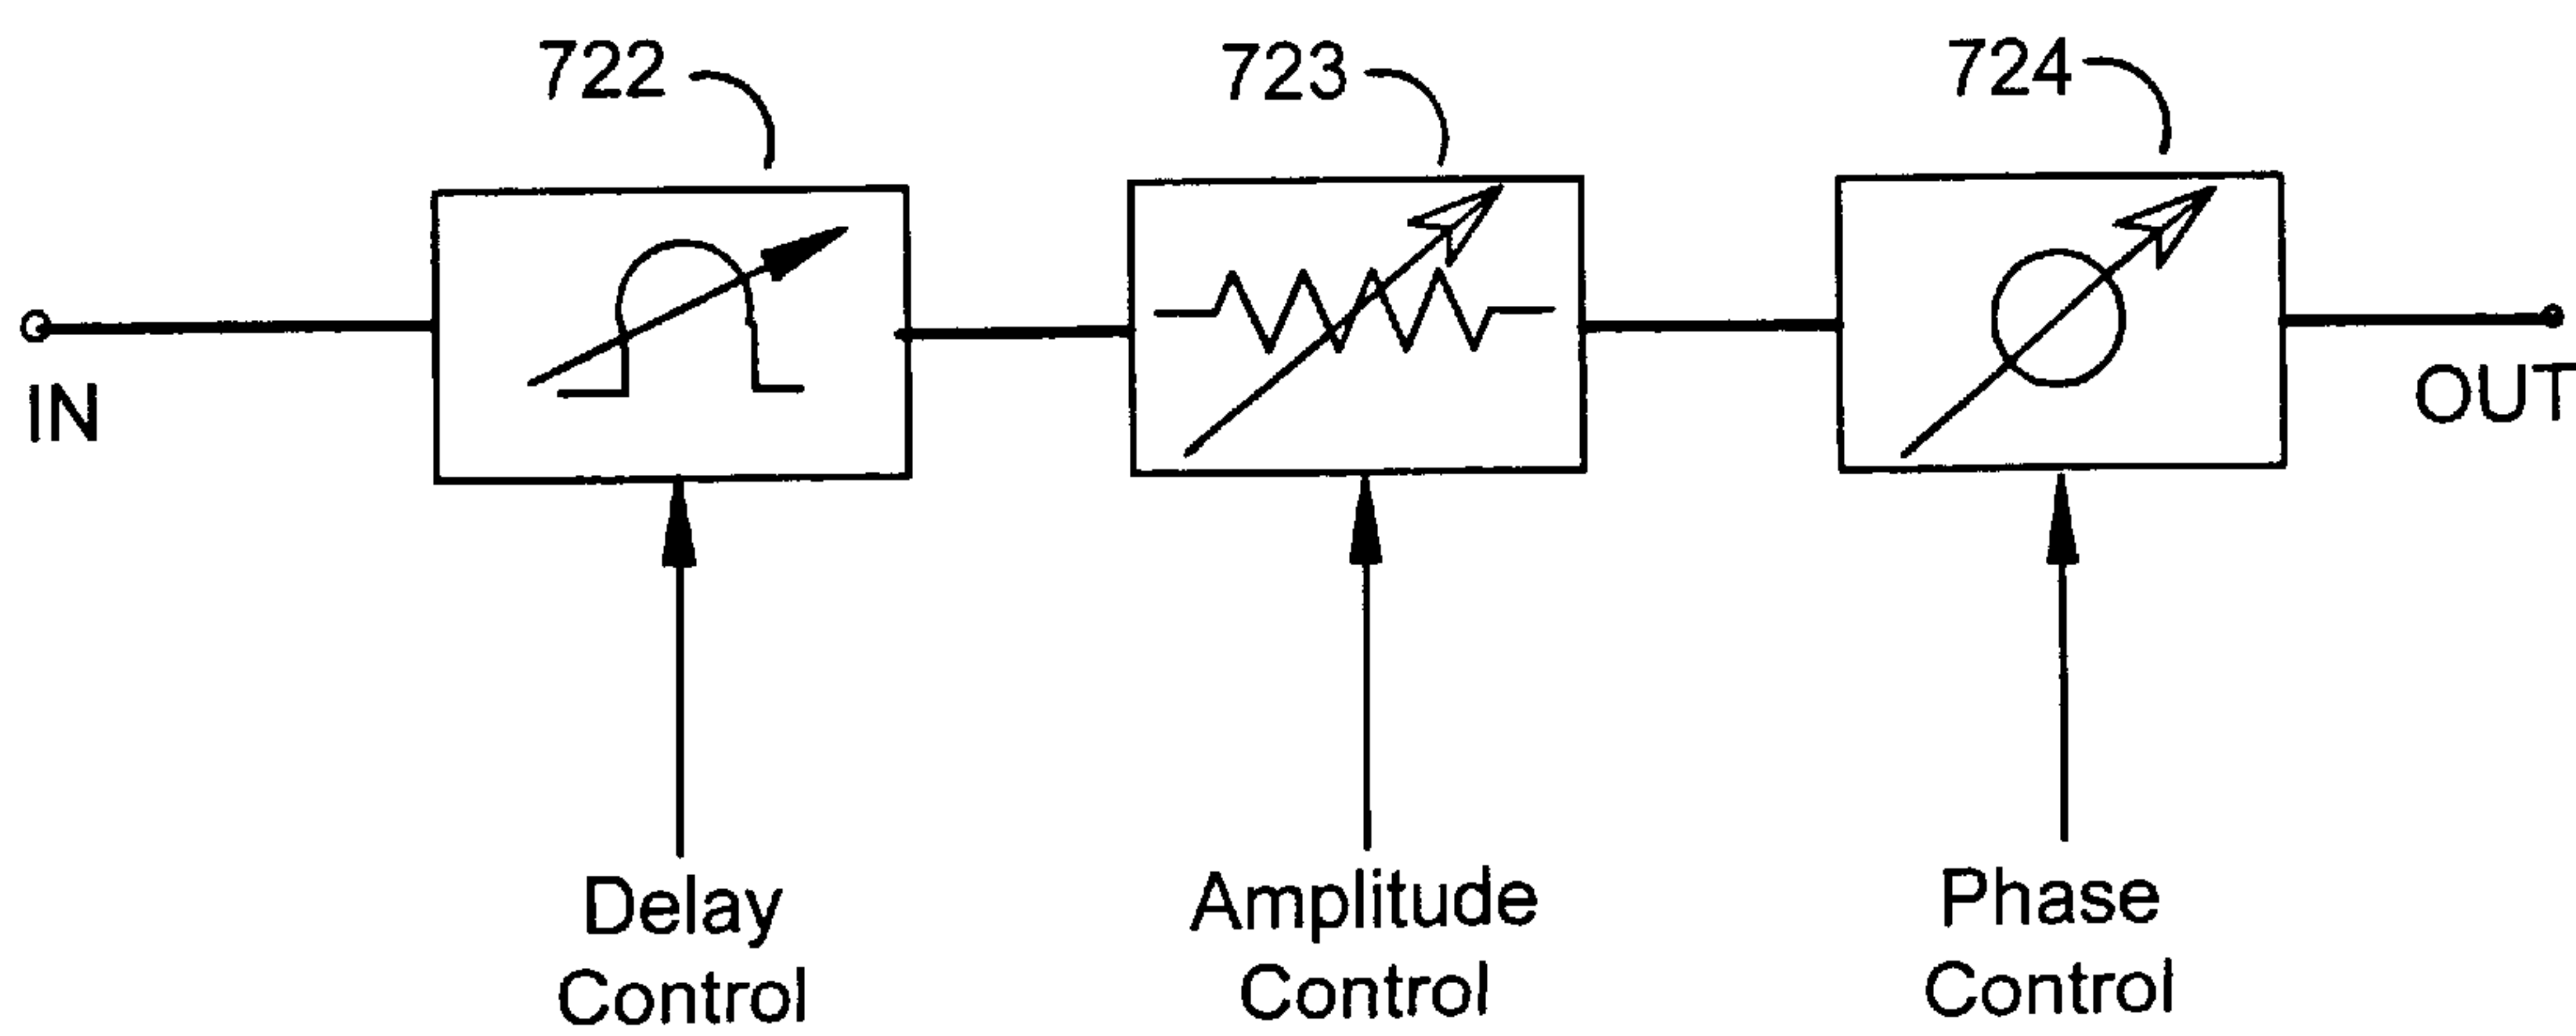 722
723
724
IN
OUT
Delay
Control
Amplitude
Control
Phase
Control